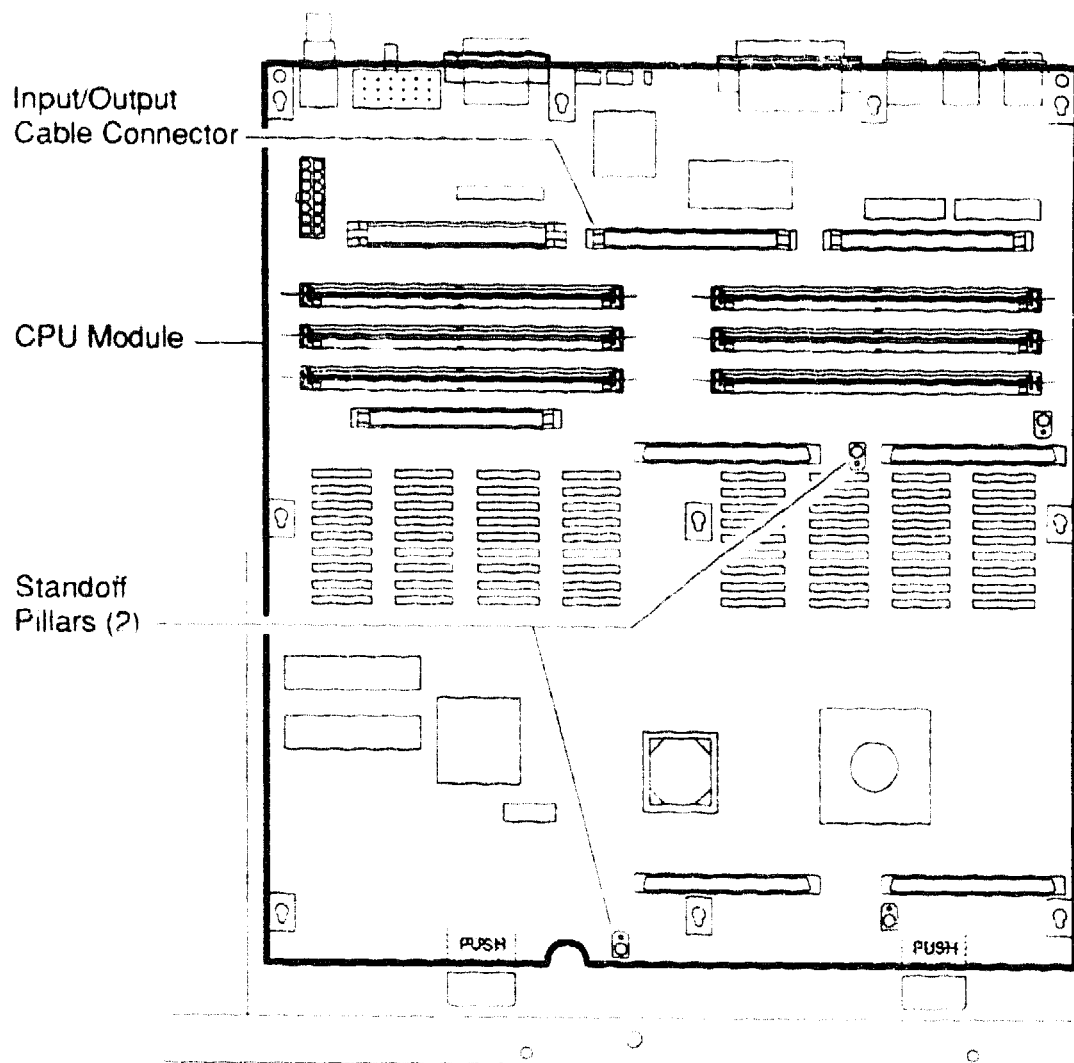 Input/Output
Cable Connector
CPU Module
Standoff
Pillars (2)
PUSH
PUSH